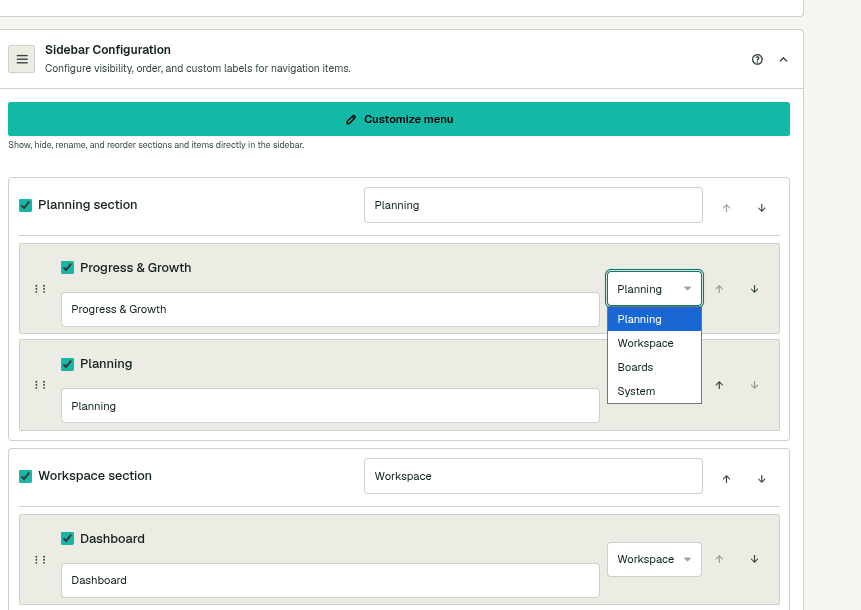 Sidebar Configuration
Configure visibility, order, and custom labels for navigation items.
Customize menu
Show, hide, rename, and reorder sections and items directly in the sidebar.
Planning section
Planning
Progress & Growth
Progress & Growth
Planning
Planning
Workspace
Boards
System
Planning
Planning
Workspace section
Workspace
Dashboard
Dashboard
Workspace